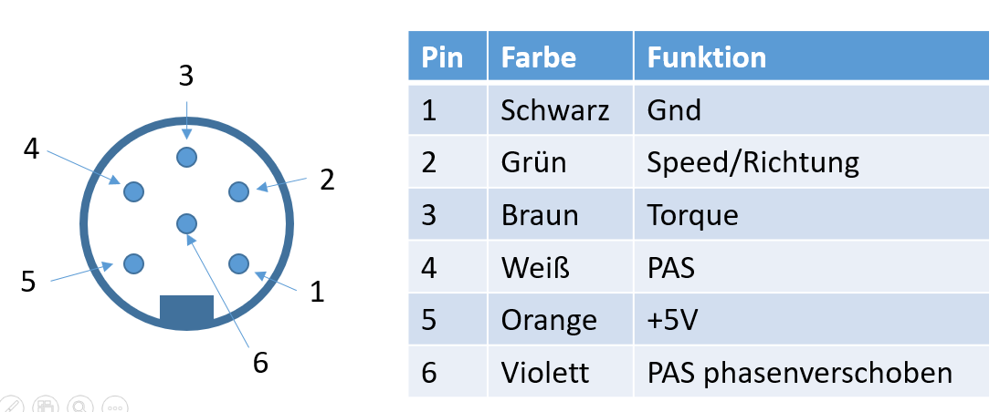 3
4
2
5
1
6
Pin Farbe Funktion
1 Schwarz Gnd
2 Grün Speed/Richtung
3 Braun Torque
4 Weiß PAS
5 Orange +5V
6 Violett PAS phasenverschoben